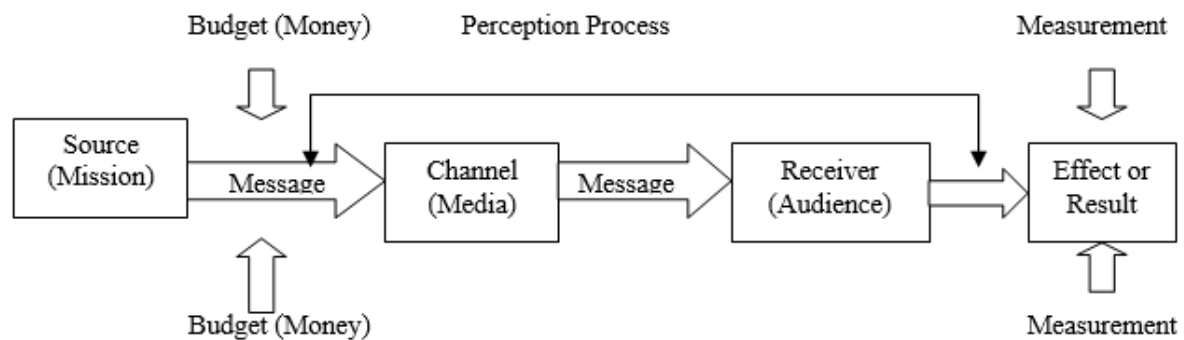 Budget (Money)
Perception Process
Measurement
Source
(Mission)
Message
Channel
(Media)
Message
Receiver
(Audience)
Effect or
Result
Budget (Money)
Measurement